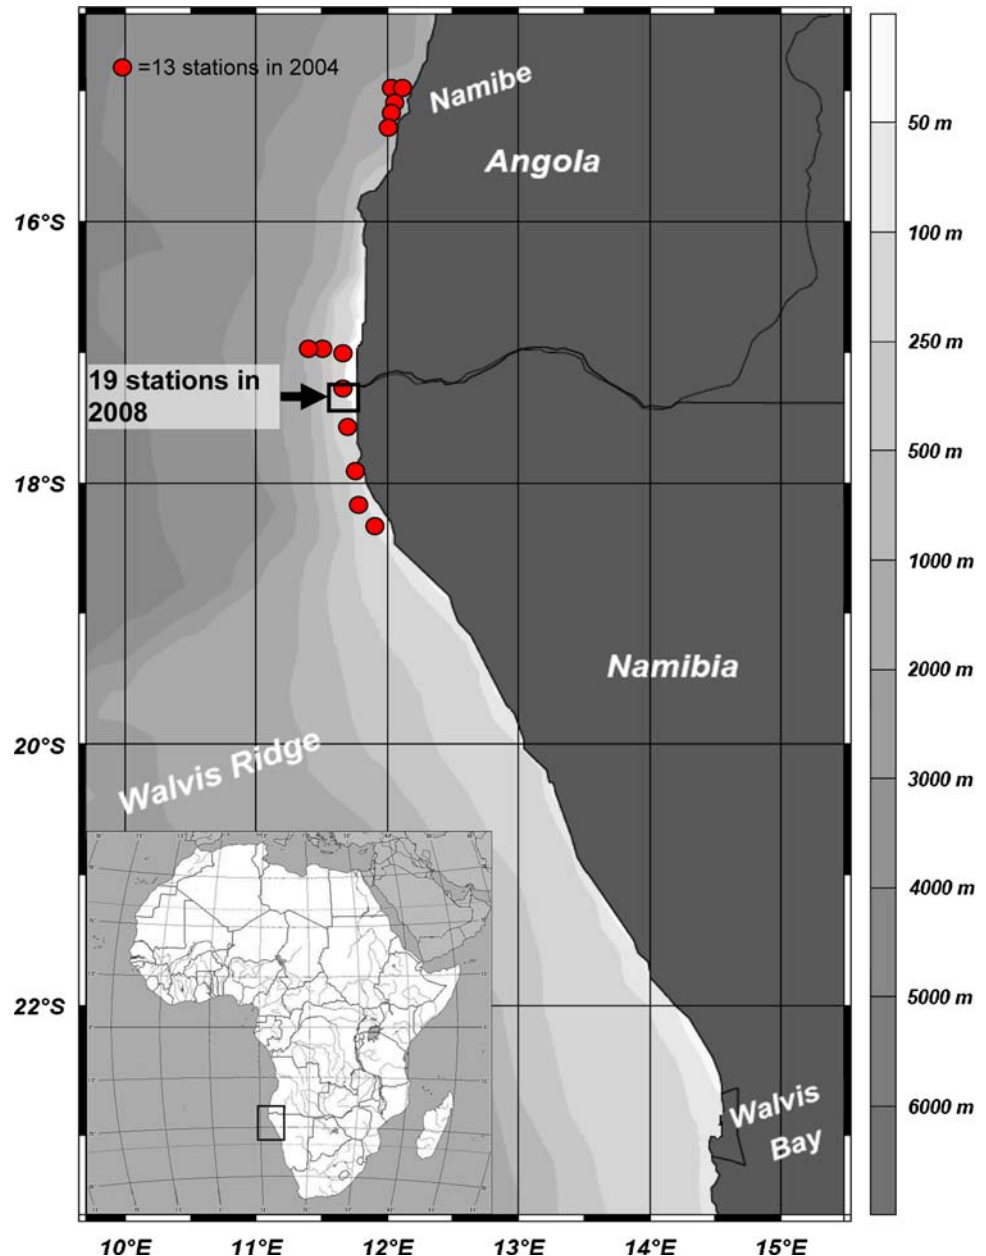 =13 stations in 2004
Namibe
Angola
16°S
19 stations in
2008
18°S
Namibia
20°S
Walvis Ridge
22°S
Walvis
Bay
10°E
11°E
12°E
13°E
14°E
15°E
50 m
100 m
250 m
500 m
1000 m
2000 m
3000 m
4000 m
5000 m
6000 m